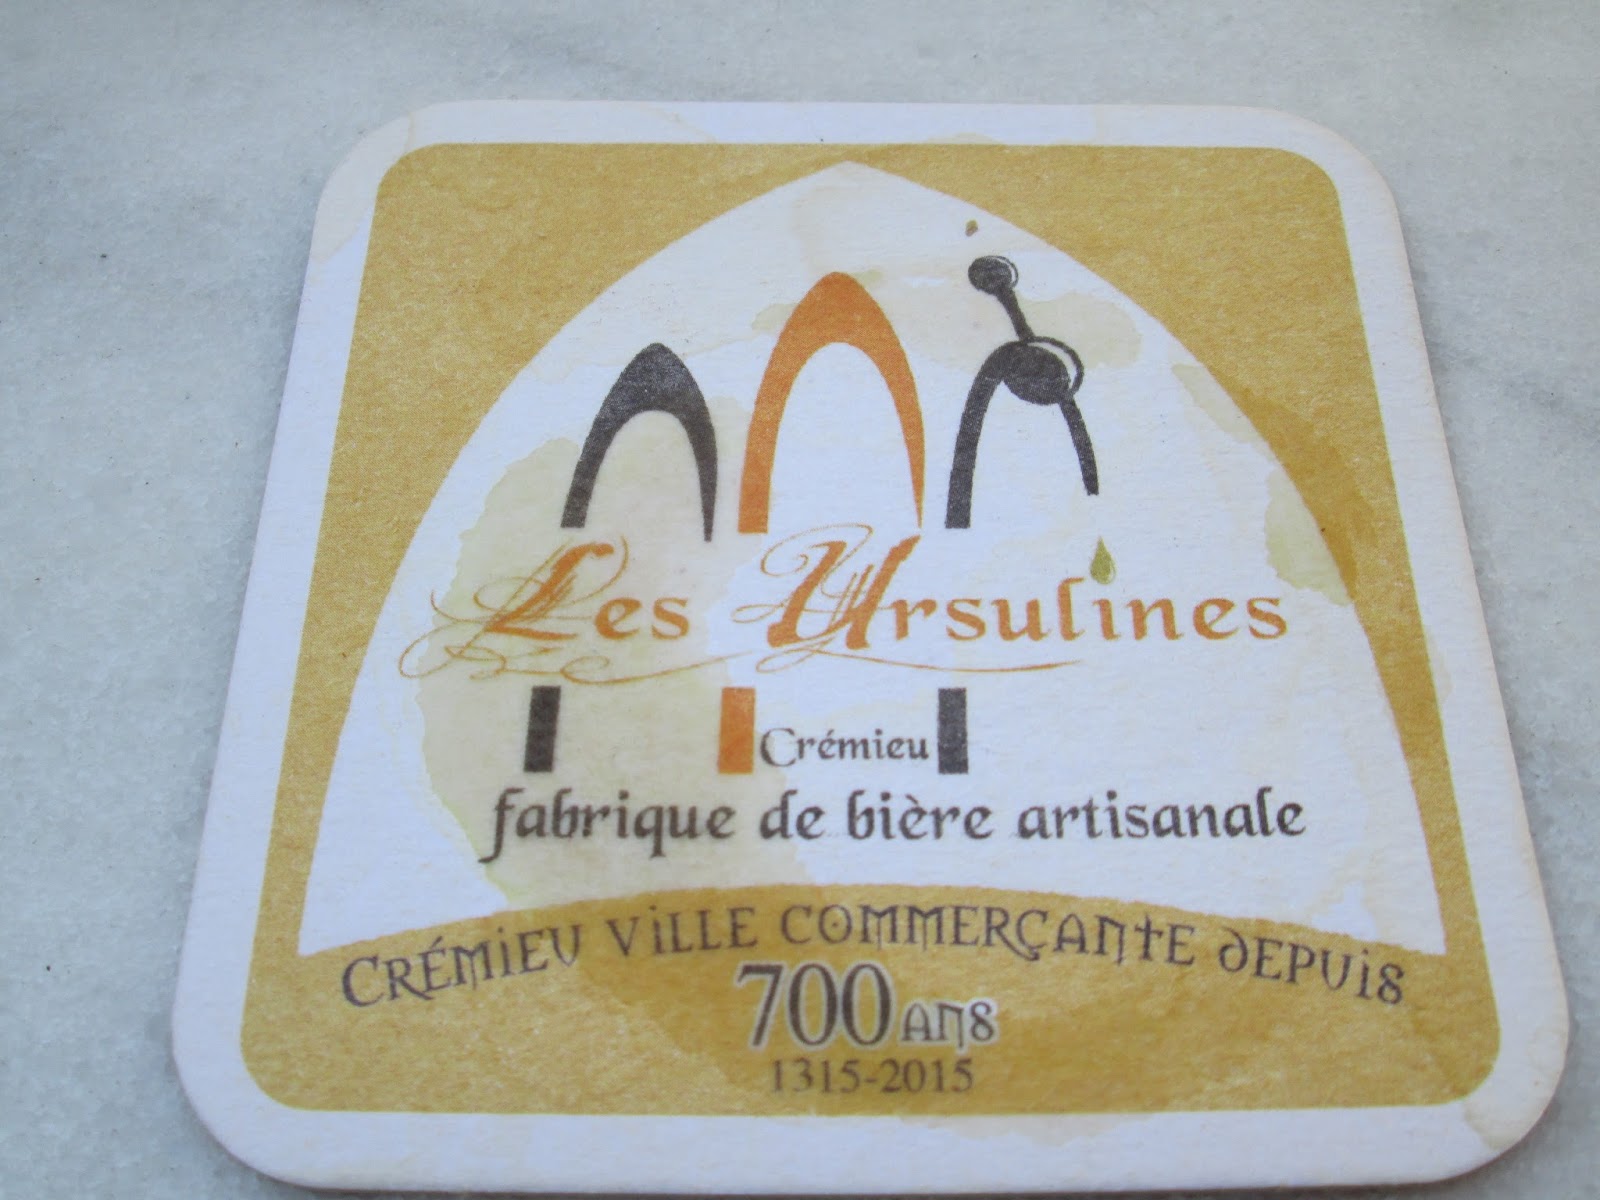 Les Ursulines
Crémieu
fabrique de bière artisanale
CRÉMIEU VILLE COMMERÇANTE DEPUIS
700 ANS
1315-2015